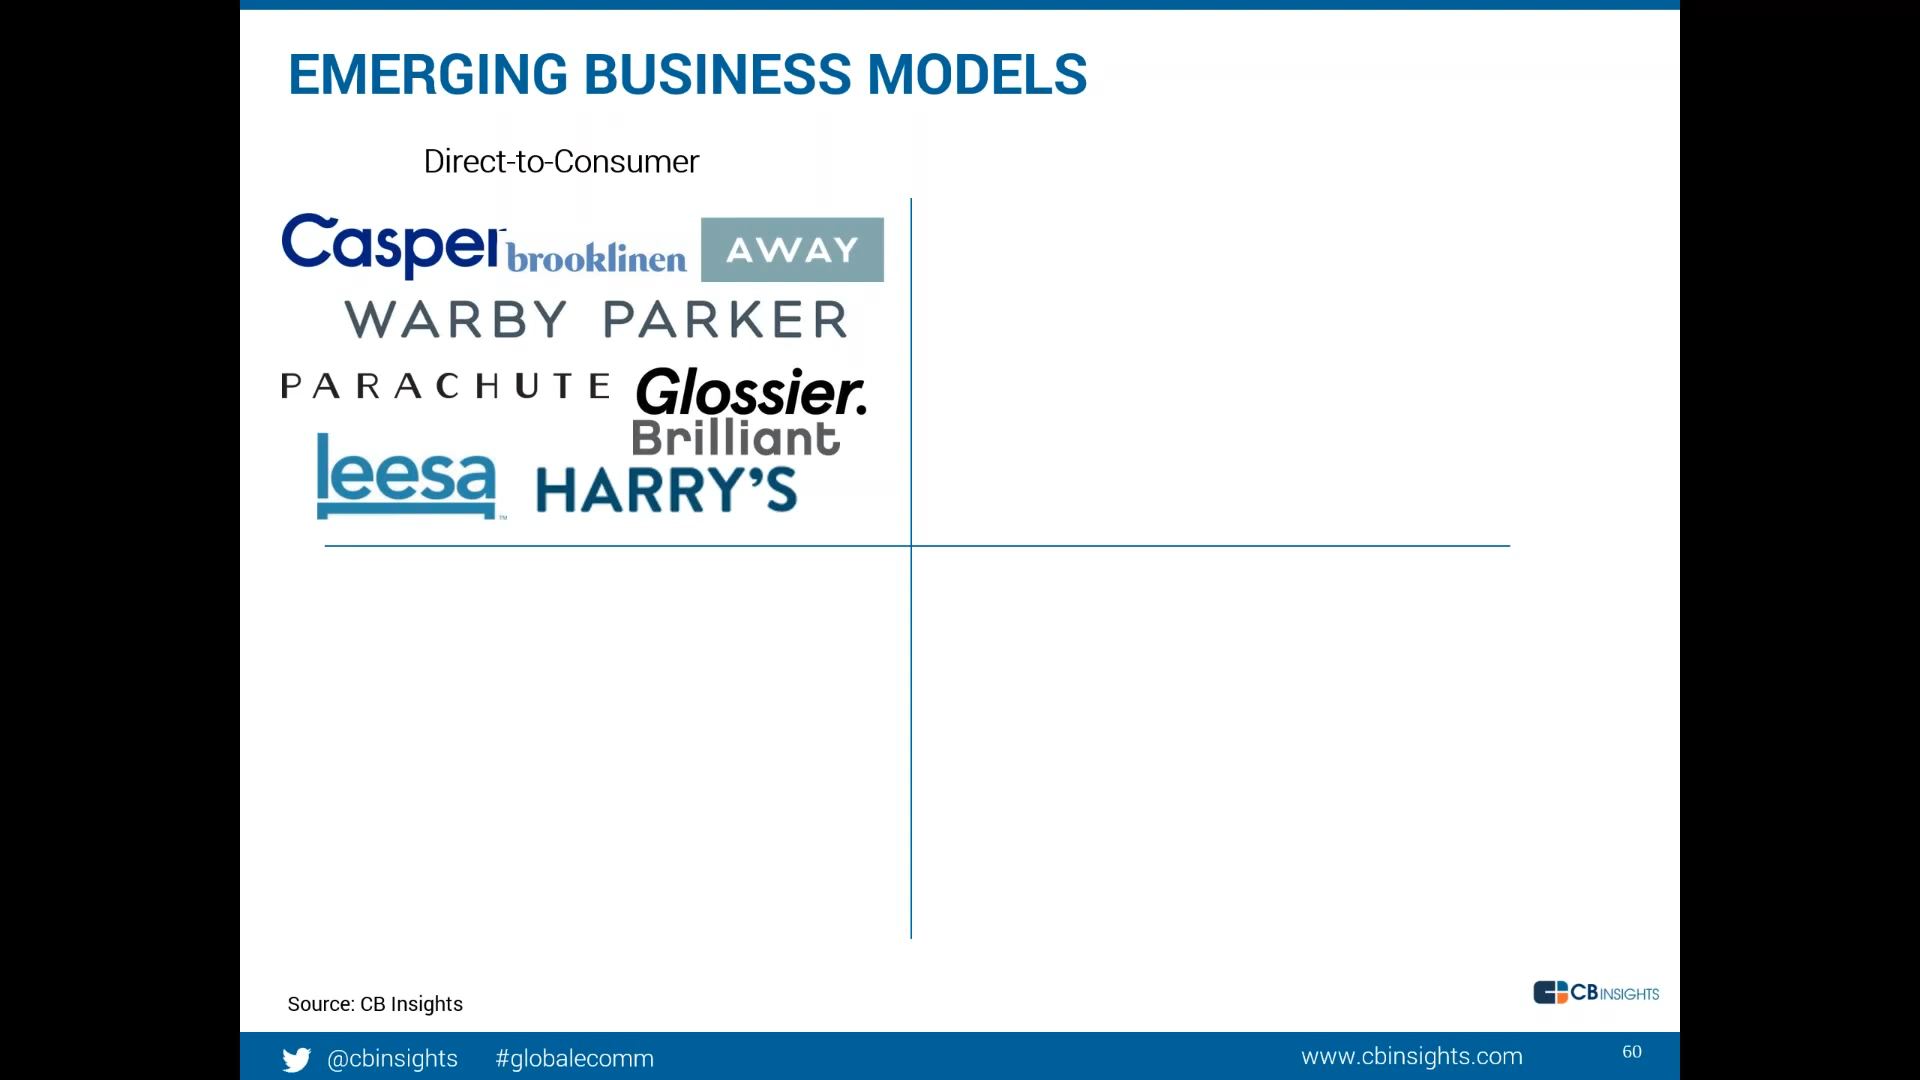 EMERGING BUSINESS MODELS
Direct-to-Consumer
Casper brooklinen AWAY
WARBY PARKER
PARACHUTE Glossier.
Brilliant
leesa™ HARRY'S
Source: CB Insights
CBINSIGHTS
@cbinsights #globalecomm www.cbinsights.com 60